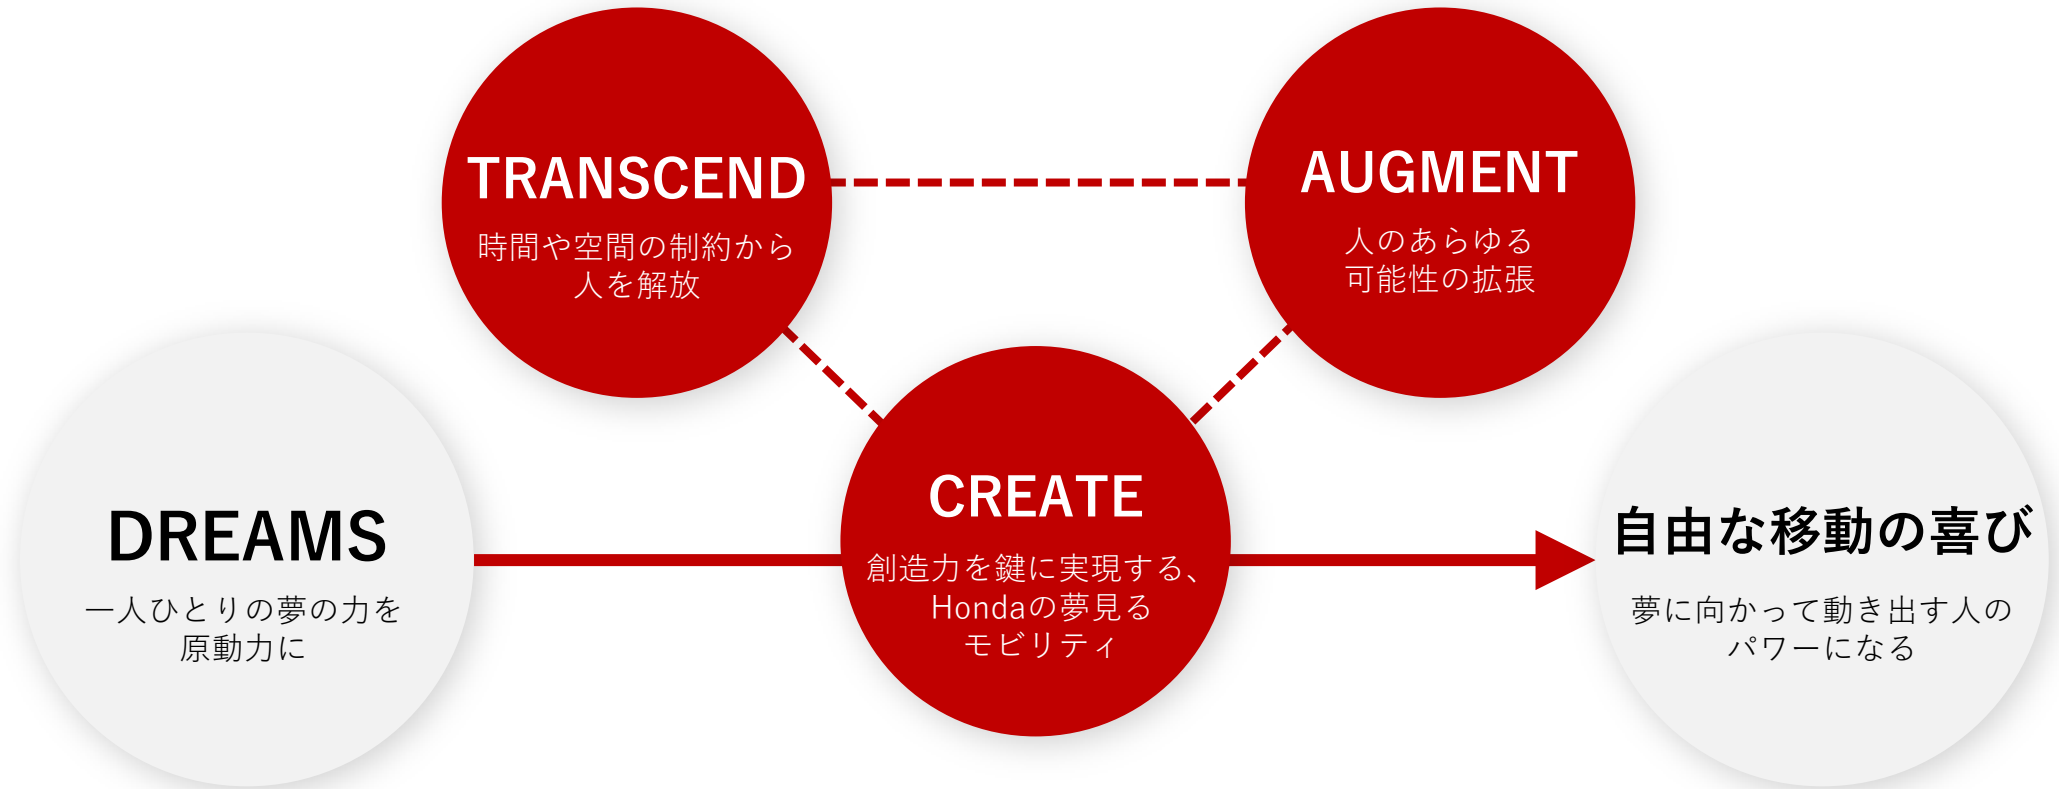 TRANSCEND
時間や空間の制約から
人を解放
AUGMENT
人のあらゆる
可能性の拡張
DREAMS
一人ひとりの夢の力を
原動力に
CREATE
創造力を鍵に実現する、
Hondaの夢見る
モビリティ
自由な移動の喜び
夢に向かって動き出す人の
パワーになる